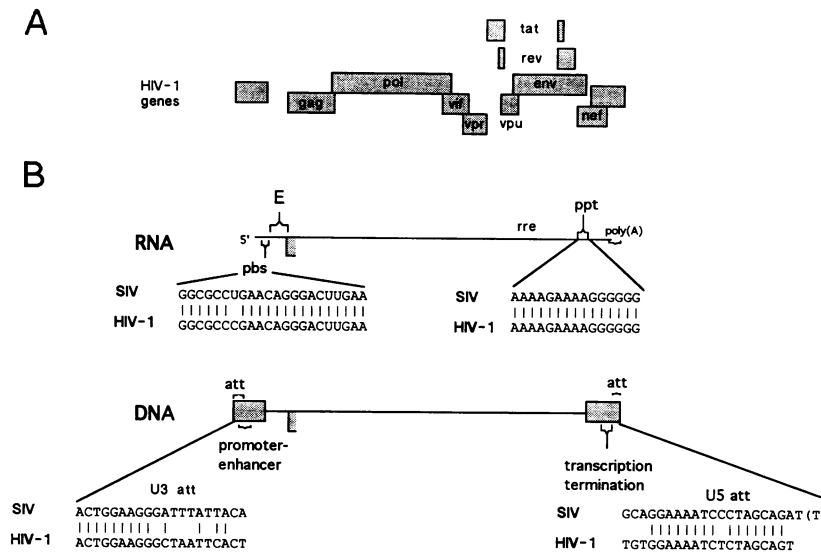 A
tat
rev
HIV-1 genes
pol
env
gag
vif
vpr
vpu
nef
B
E
ppt
rre
poly(A)
RNA
5'
pbs
SIV GGCGCCUGAACAGGGACUUGAA
HIV-1 GGCGCCCGAACAGGGACUUGAA
SIV AAAAGAAAAGGGGGG
HIV-1 AAAAGAAAAGGGGGG
att
att
DNA
promoter-
enhancer
transcription
termination
U3 att
U5 att
SIV ACTGGAAGGGATTTATTACA
HIV-1 ACTGGAAGGGCTAATTCACT
SIV GCAGGAAAATCCCTAGCAGAT(T
HIV-1 TGTGGAAAATCTCTAGCAGT